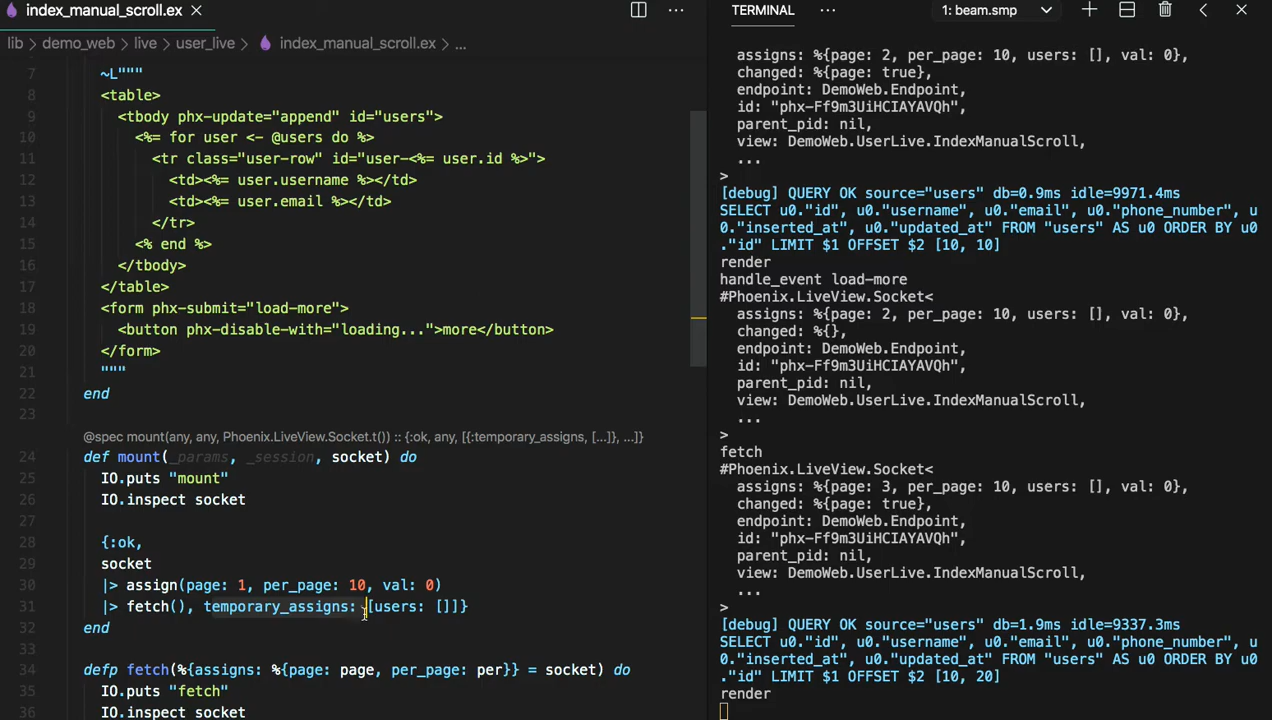 index_manual_scroll.ex ×
lib > demo_web > live > user_live > index_manual_scroll.ex > ...
7 ~L"""
8 <table>
9 <tbody phx-update="append" id="users">
10 <%= for user <- @users do %>
11 <tr class="user-row" id="user-<%= user.id %>">
12 <td><%= user.username %></td>
13 <td><%= user.email %></td>
14 </tr>
15 <% end %>
16 </tbody>
17 </table>
18 <form phx-submit="load-more">
19 <button phx-disable-with="loading...">more</button>
20 </form>
21 """
22 end
23
@spec mount(any, any, Phoenix.LiveView.Socket.t()) :: {:ok, any, [{:temporary_assigns, [...]}, ...]}
24 def mount(_params, _session, socket) do
25 IO.puts "mount"
26 IO.inspect socket
27
28 {:ok,
29 socket
30 |> assign(page: 1, per_page: 10, val: 0)
31 |> fetch(), temporary_assigns: [users: []]}
32 end
33
34 defp fetch(%{assigns: %{page: page, per_page: per}} = socket) do
35 IO.puts "fetch"
36 IO.inspect socket
TERMINAL ... 1: beam.smp
assigns: %{page: 2, per_page: 10, users: [], val: 0},
changed: %{page: true},
endpoint: DemoWeb.Endpoint,
id: "phx-Ff9m3UiHCIAYAVQh",
parent_pid: nil,
view: DemoWeb.UserLive.IndexManualScroll,
...
>
[debug] QUERY OK source="users" db=0.9ms idle=9971.4ms
SELECT u0."id", u0."username", u0."email", u0."phone_number", u
0."inserted_at", u0."updated_at" FROM "users" AS u0 ORDER BY u0
."id" LIMIT $1 OFFSET $2 [10, 10]
render
handle_event load-more
#Phoenix.LiveView.Socket<
assigns: %{page: 2, per_page: 10, users: [], val: 0},
changed: %{},
endpoint: DemoWeb.Endpoint,
id: "phx-Ff9m3UiHCIAYAVQh",
parent_pid: nil,
view: DemoWeb.UserLive.IndexManualScroll,
...
>
fetch
#Phoenix.LiveView.Socket<
assigns: %{page: 3, per_page: 10, users: [], val: 0},
changed: %{page: true},
endpoint: DemoWeb.Endpoint,
id: "phx-Ff9m3UiHCIAYAVQh",
parent_pid: nil,
view: DemoWeb.UserLive.IndexManualScroll,
...
>
[debug] QUERY OK source="users" db=1.9ms idle=9337.3ms
SELECT u0."id", u0."username", u0."email", u0."phone_number", u
0."inserted_at", u0."updated_at" FROM "users" AS u0 ORDER BY u0
."id" LIMIT $1 OFFSET $2 [10, 20]
render